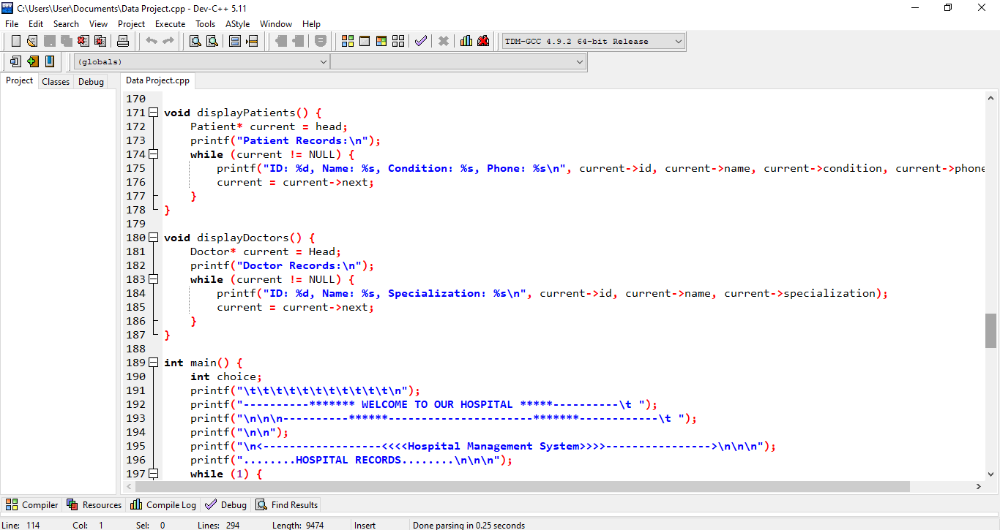 C:\Users\User\Documents\Data Project.cpp - Dev-C++ 5.11
File Edit Search View Project Execute Tools AStyle Window Help
TDM-GCC 4.9.2 64-bit Release
(globals)
Project Classes Debug Data Project.cpp
170
171 void displayPatients() {
172     Patient* current = head;
173     printf("Patient Records:\n");
174     while (current != NULL) {
175         printf("ID: %d, Name: %s, Condition: %s, Phone: %s\n", current->id, current->name, current->condition, current->phone
176         current = current->next;
177     }
178 }
179
180 void displayDoctors() {
181     Doctor* current = Head;
182     printf("Doctor Records:\n");
183     while (current != NULL) {
184         printf("ID: %d, Name: %s, Specialization: %s\n", current->id, current->name, current->specialization);
185         current = current->next;
186     }
187 }
188
189 int main() {
190     int choice;
191     printf("\t\t\t\t\t\t\t\t\t\t\t\n");
192     printf("----------******* WELCOME TO OUR HOSPITAL *****----------\t ");
193     printf("\n\n\n----------******----------------------*******------------\t ");
194     printf("\n\n");
195     printf("\n<------------------<<<<Hospital Management System>>>>---------------->\n\n\n");
196     printf("........HOSPITAL RECORDS........\n\n\n");
197     while (1) {
Compiler Resources Compile Log Debug Find Results
Line: 114 Col: 1 Sel: 0 Lines: 294 Length: 9474 Insert Done parsing in 0.25 seconds